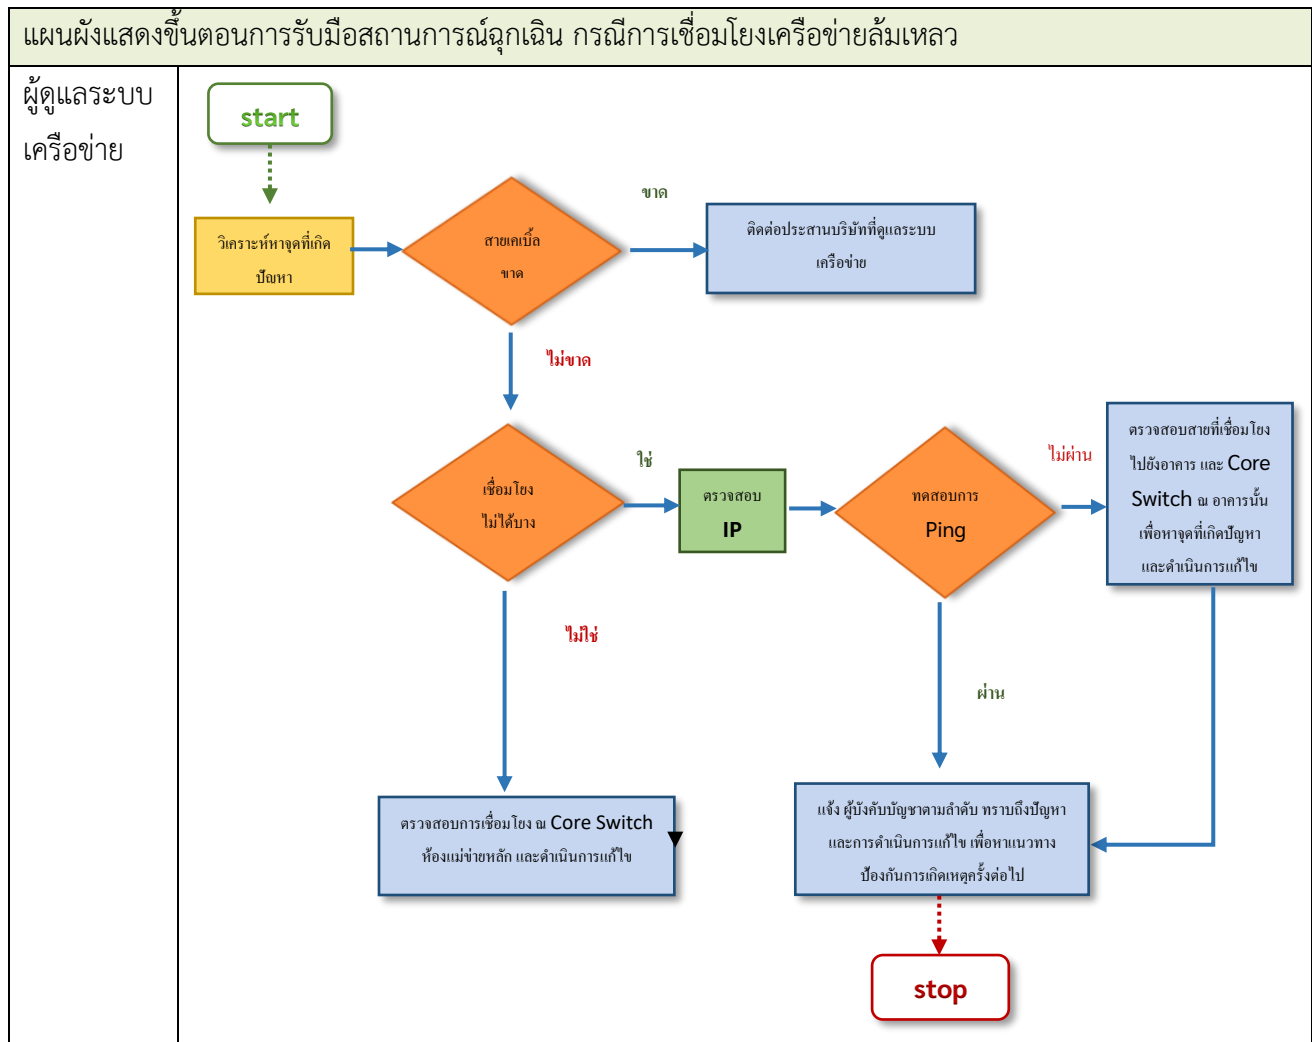 แผนผังแสดงขั้นตอนการรับมือสถานการณ์ฉุกเฉิน กรณีการเชื่อมโยงเครือข่ายล้มเหลว
ผู้ดูแลระบบ
เครือข่าย
start
วิเคราะห์หาจุดที่เกิด
ปัญหา
สายเคเบิ้ล
ขาด
ขาด
ติดต่อประสานบริษัทที่ดูแลระบบ
เครือข่าย
ไม่ขาด
เชื่อมโยง
ไม่ได้บาง
ใช่
ตรวจสอบ
IP
ทดสอบการ
Ping
ไม่ผ่าน
ตรวจสอบสายที่เชื่อมโยง
ไปยังอาคาร และ Core
Switch ณ อาคารนั้น
เพื่อหาจุดที่เกิดปัญหา
และดำเนินการแก้ไข
ไม่ใช่
ผ่าน
ตรวจสอบการเชื่อมโยง ณ Core Switch
ห้องแม่ข่ายหลัก และดำเนินการแก้ไข
แจ้ง ผู้บังคับบัญชาตามลำดับ ทราบถึงปัญหา
และการดำเนินการแก้ไข เพื่อหาแนวทาง
ป้องกันการเกิดเหตุครั้งต่อไป
stop